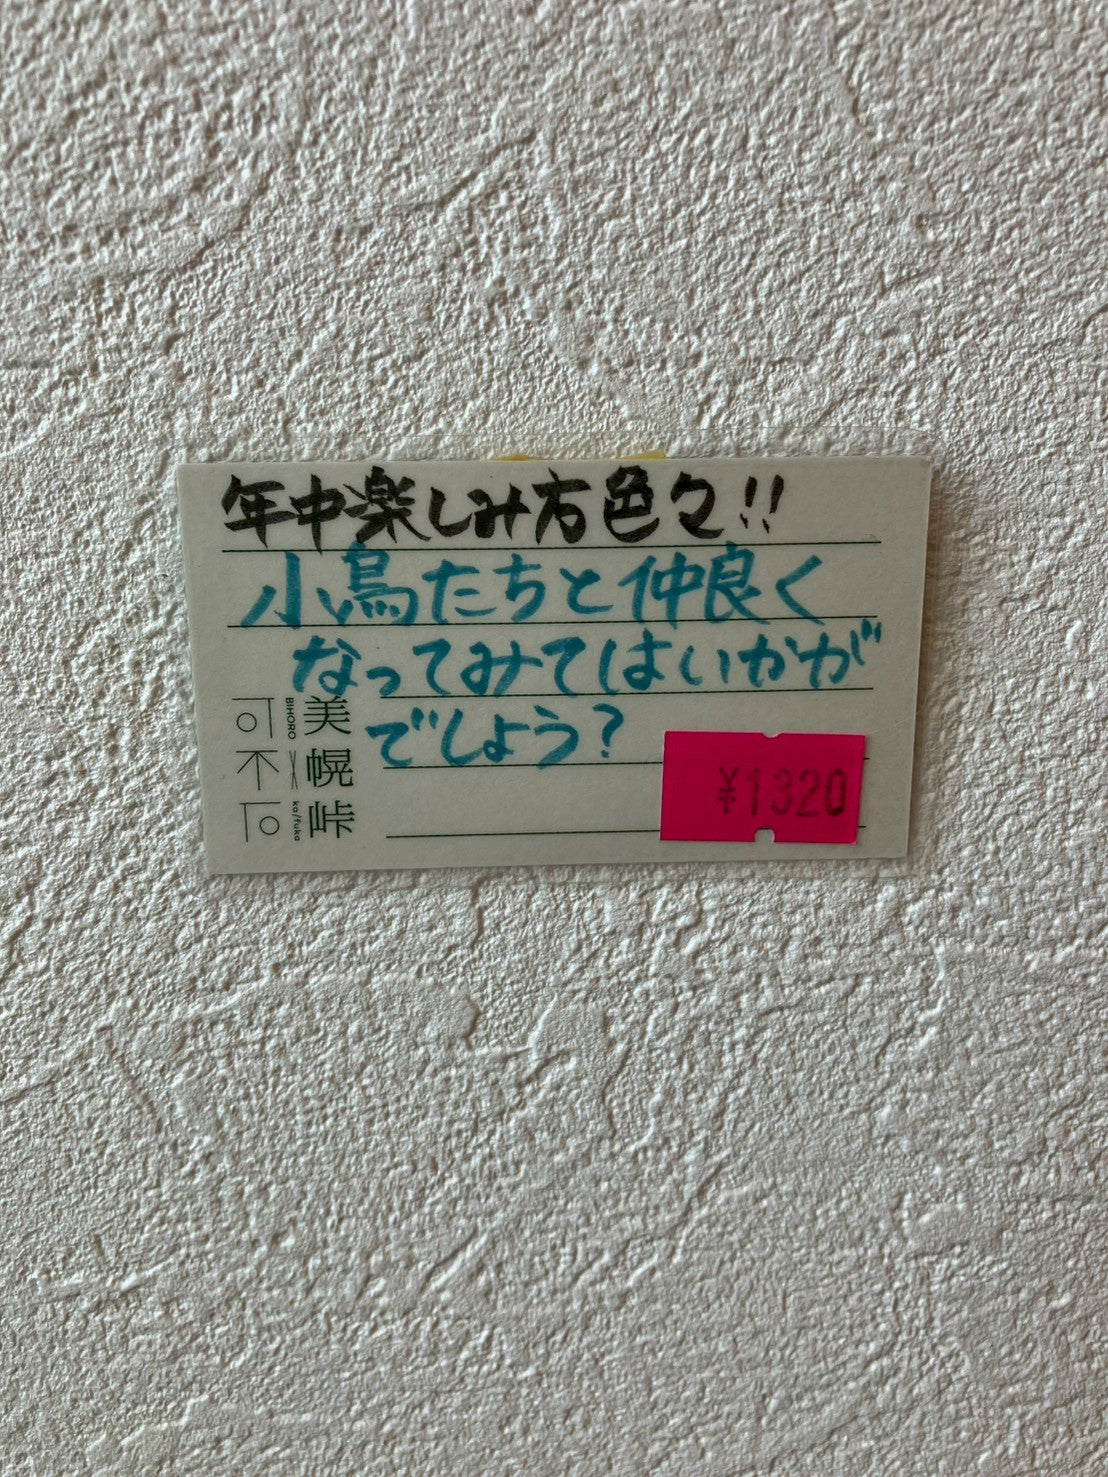 年中楽しみ方色々!!
小鳥たちと仲良く
なってみてはいかが
でしょう?
美幌峠
BIHORO
ka/fuka
可不可
¥1320